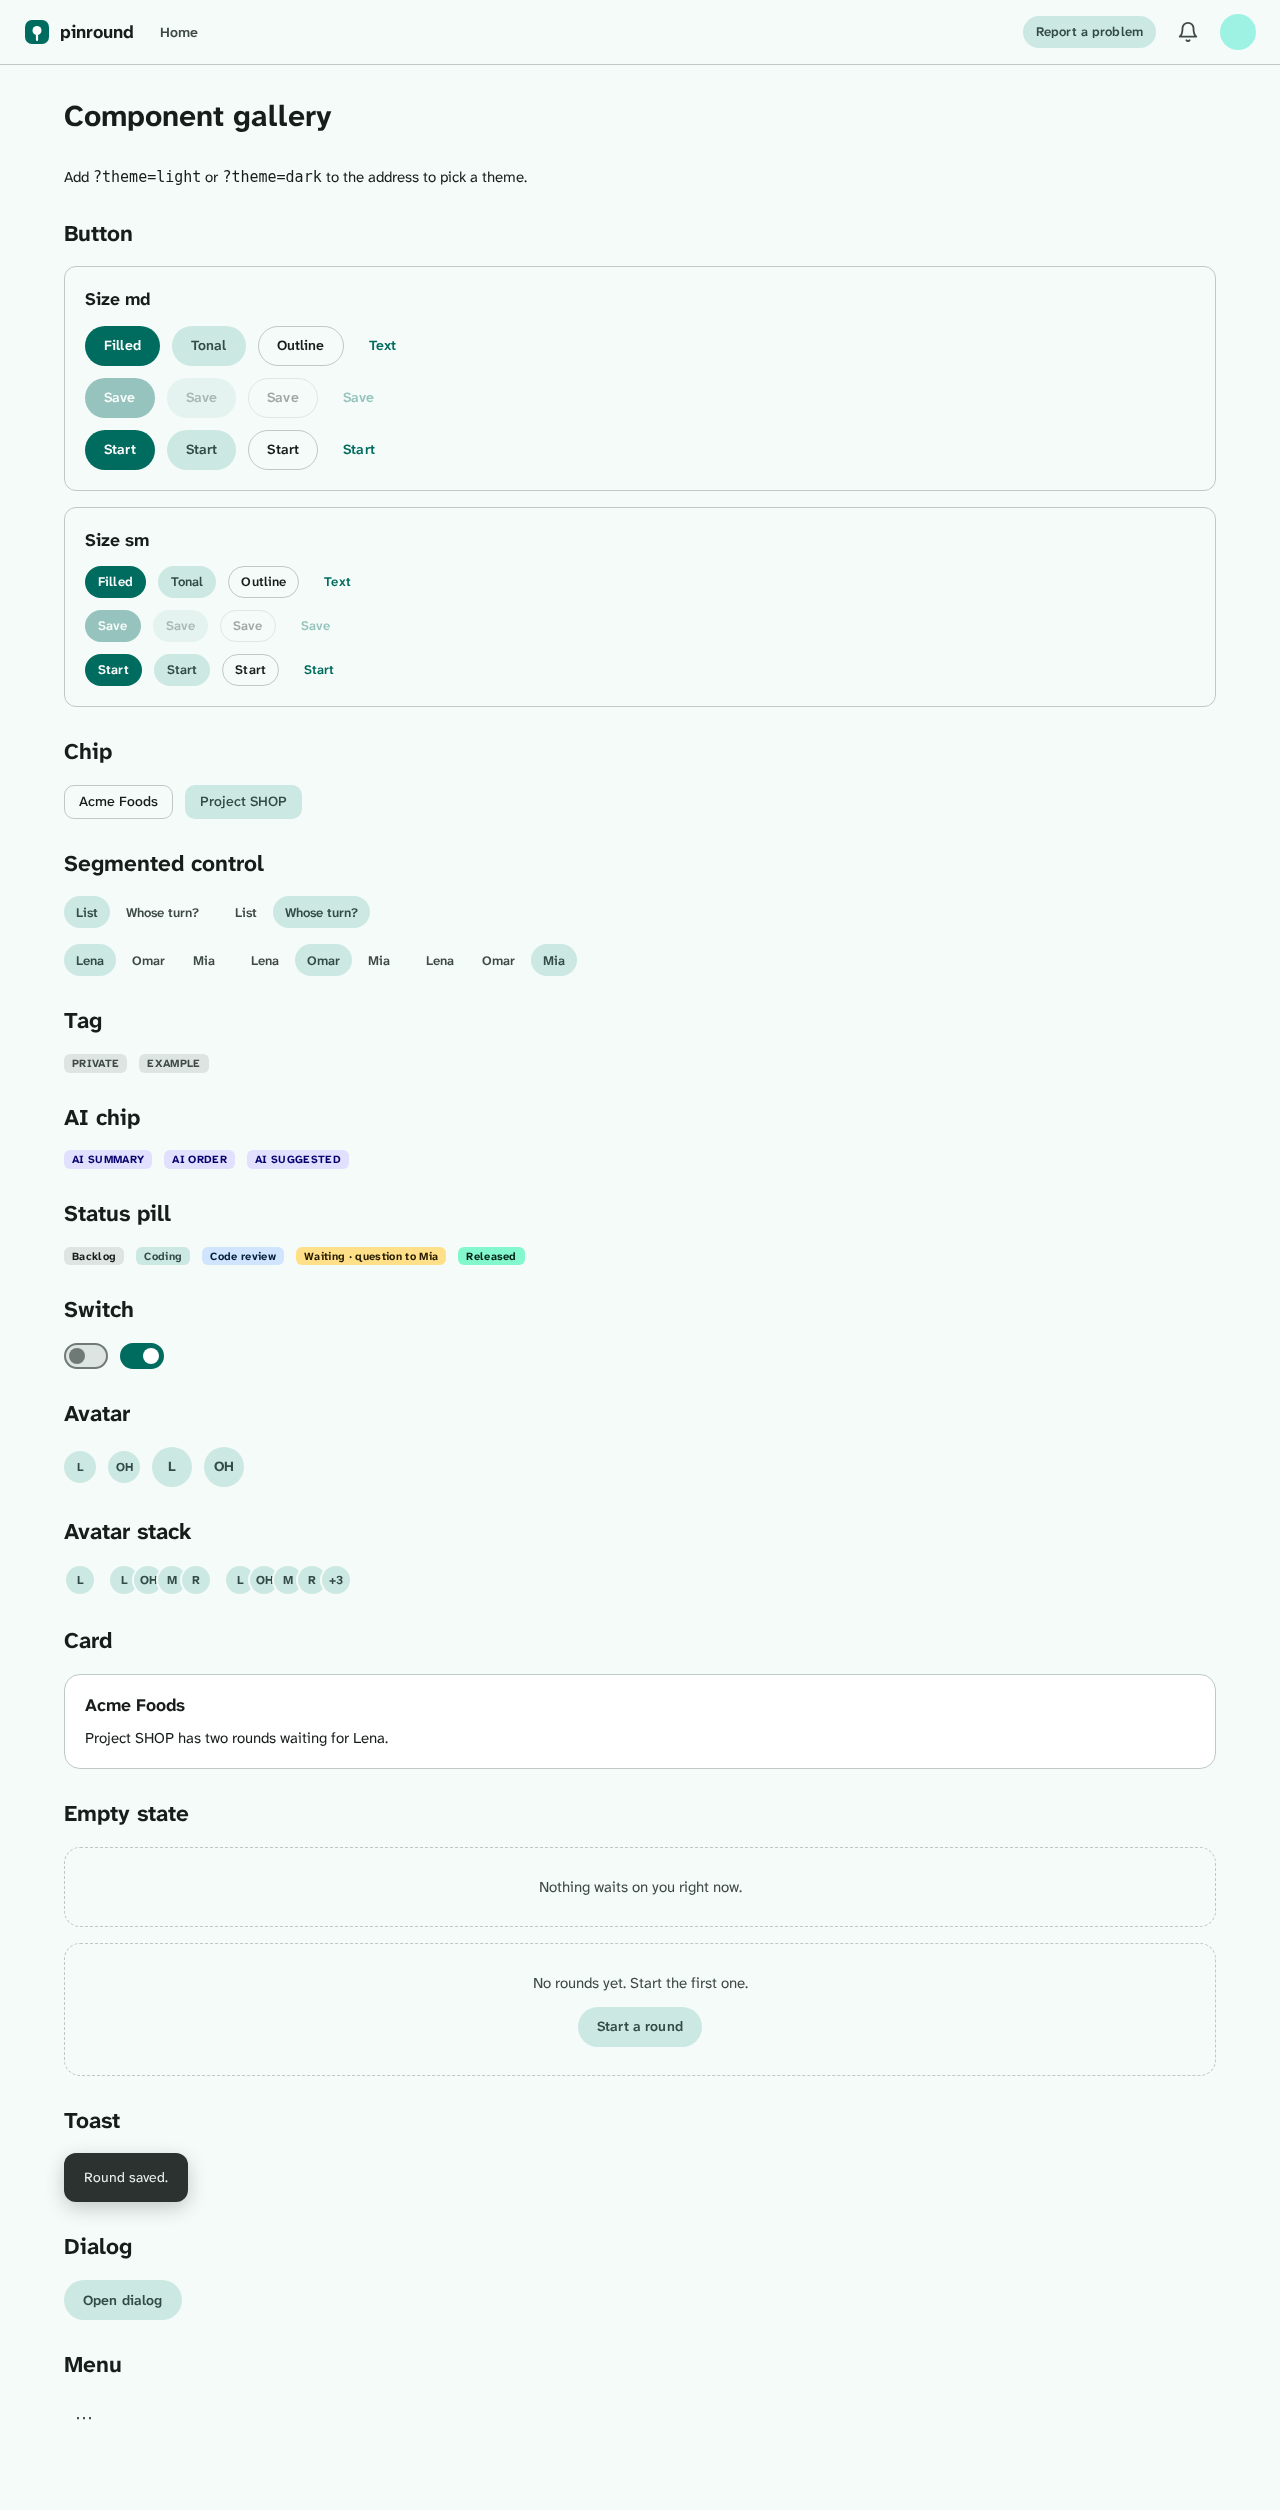 pinround Home Report a problem
Component gallery
Add ?theme=light or ?theme=dark to the address to pick a theme.
Button
Size md
Filled Tonal Outline Text
Save Save Save Save
Start Start Start Start
Size sm
Filled Tonal Outline Text
Save Save Save Save
Start Start Start Start
Chip
Acme Foods Project SHOP
Segmented control
List Whose turn? List Whose turn?
Lena Omar Mia Lena Omar Mia Lena Omar Mia
Tag
PRIVATE EXAMPLE
AI chip
AI SUMMARY AI ORDER AI SUGGESTED
Status pill
Backlog Coding Code review Waiting · question to Mia Released
Switch
Avatar
L OH L OH
Avatar stack
L L OH M R L OH M R +3
Card
Acme Foods
Project SHOP has two rounds waiting for Lena.
Empty state
Nothing waits on you right now.
No rounds yet. Start the first one.
Start a round
Toast
Round saved.
Dialog
Open dialog
Menu
...